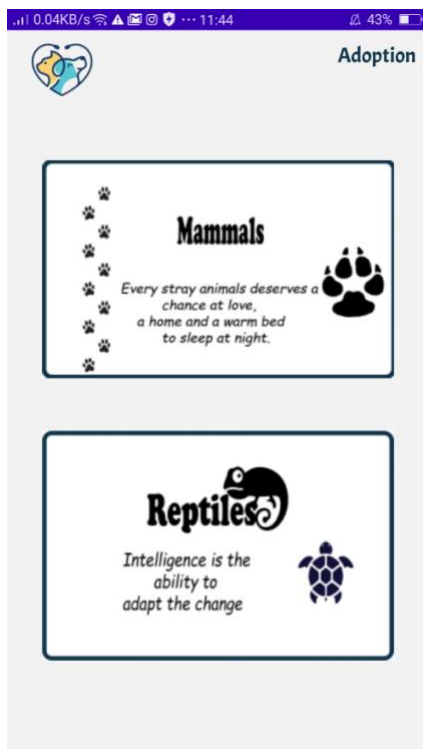 0.04KB/s ··· 11:44 43%
Adoption
Mammals
Every stray animals deserves a
chance at love,
a home and a warm bed
to sleep at night.
Reptiles
Intelligence is the
ability to
adapt the change